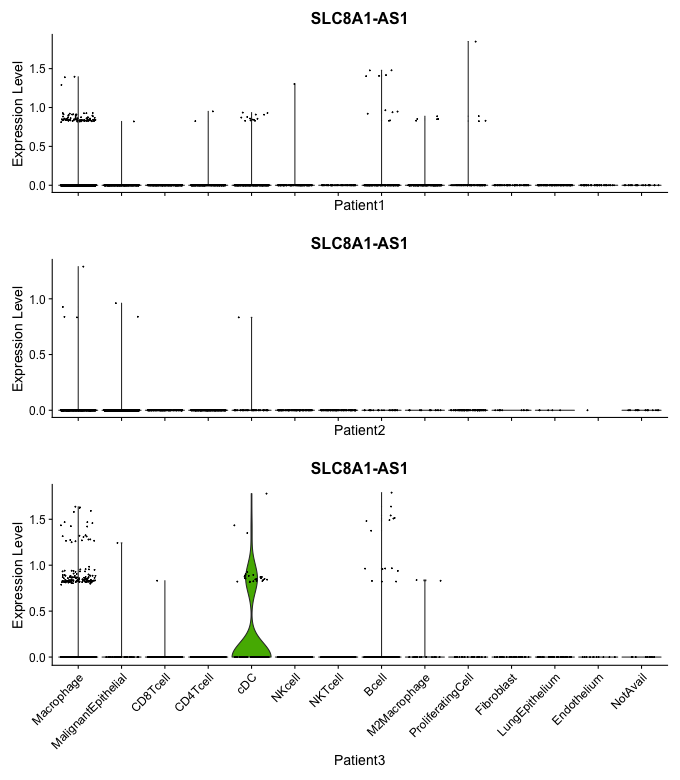 SLC8A1-AS1
Expression Level
1.5
1.0
0.5
0.0
Patient1
SLC8A1-AS1
Expression Level
1.0
0.5
0.0
Patient2
SLC8A1-AS1
Expression Level
1.5
1.0
0.5
0.0
Macrophage
MalignantEpithelial
CD8Tcell
CD4Tcell
cDC
NKcell
NKTcell
Bcell
M2Macrophage
ProliferatingCell
Fibroblast
LungEpithelium
Endothelium
NotAvail
Patient3